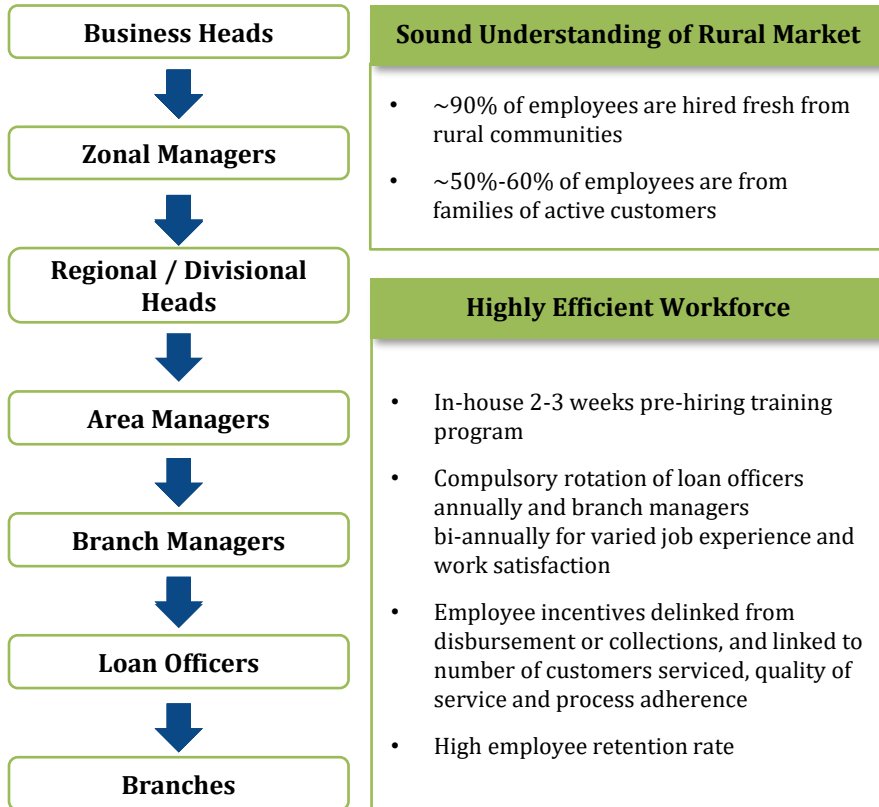 Business Heads
Zonal Managers
Regional / Divisional
Heads
Area Managers
Branch Managers
Loan Officers
Branches
Sound Understanding of Rural Market
• ~90% of employees are hired fresh from
rural communities
• ~50%-60% of employees are from
families of active customers
Highly Efficient Workforce
• In-house 2-3 weeks pre-hiring training
program
• Compulsory rotation of loan officers
annually and branch managers
bi-annually for varied job experience and
work satisfaction
• Employee incentives delinked from
disbursement or collections, and linked to
number of customers serviced, quality of
service and process adherence
• High employee retention rate